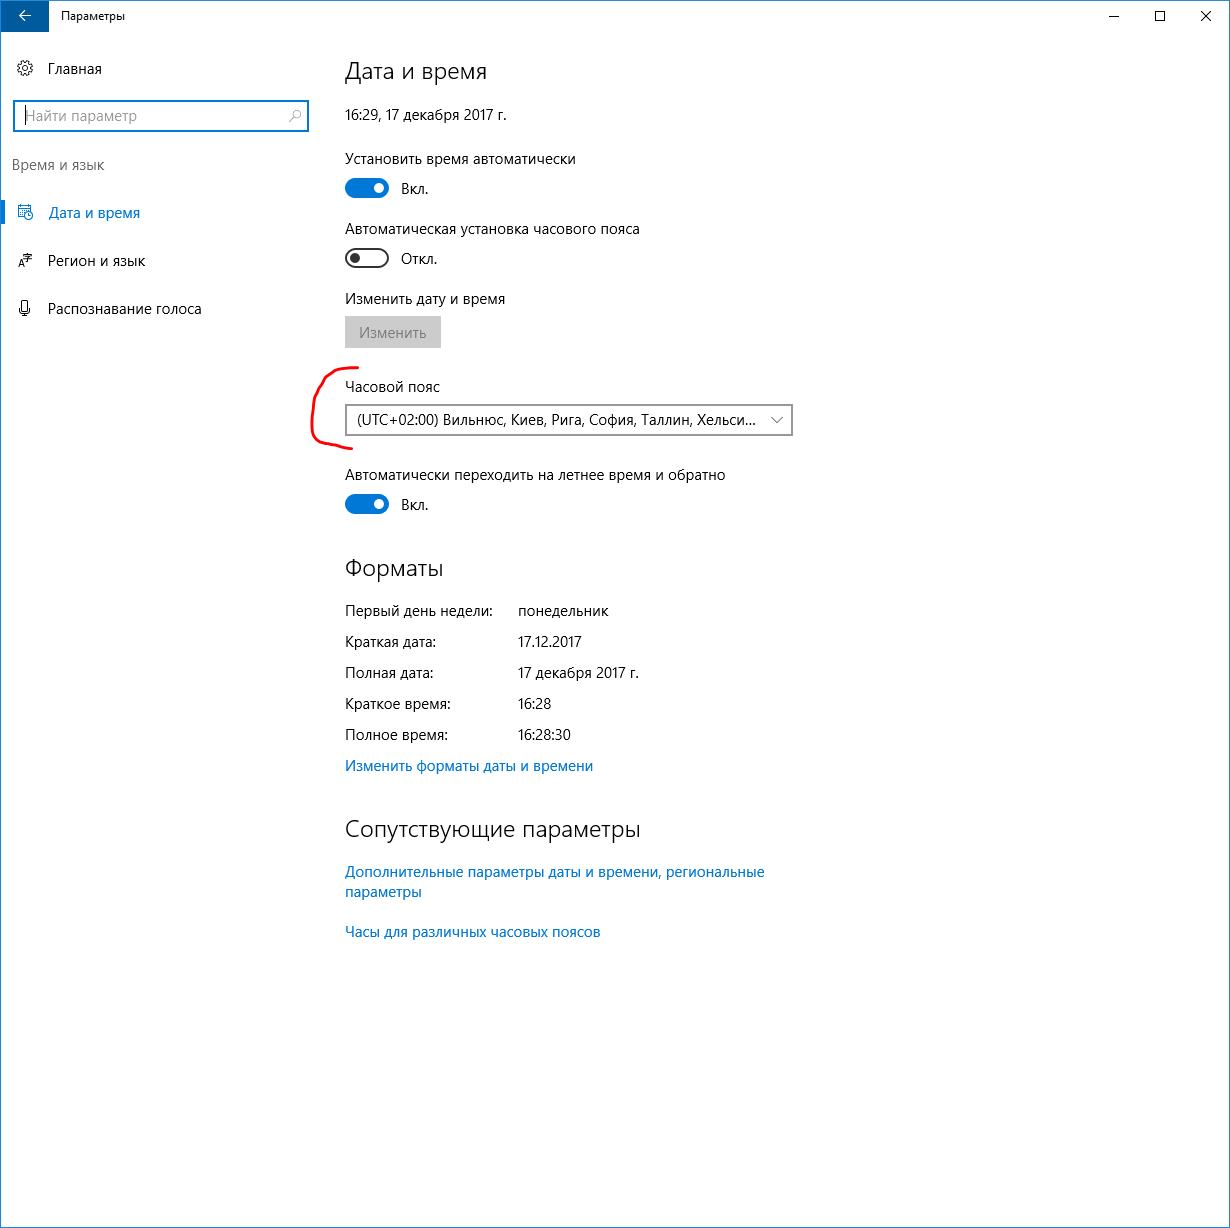 Параметры
Главная
Найти параметр
Время и язык
Дата и время
Регион и язык
Распознавание голоса
Дата и время
16:29, 17 декабря 2017 г.
Установить время автоматически
Вкл.
Автоматическая установка часового пояса
Откл.
Изменить дату и время
Изменить
Часовой пояс
(UTC+02:00) Вильнюс, Киев, Рига, София, Таллин, Хельси...
Автоматически переходить на летнее время и обратно
Вкл.
Форматы
Первый день недели: понедельник
Краткая дата: 17.12.2017
Полная дата: 17 декабря 2017 г.
Краткое время: 16:28
Полное время: 16:28:30
Изменить форматы даты и времени
Сопутствующие параметры
Дополнительные параметры даты и времени, региональные
параметры
Часы для различных часовых поясов